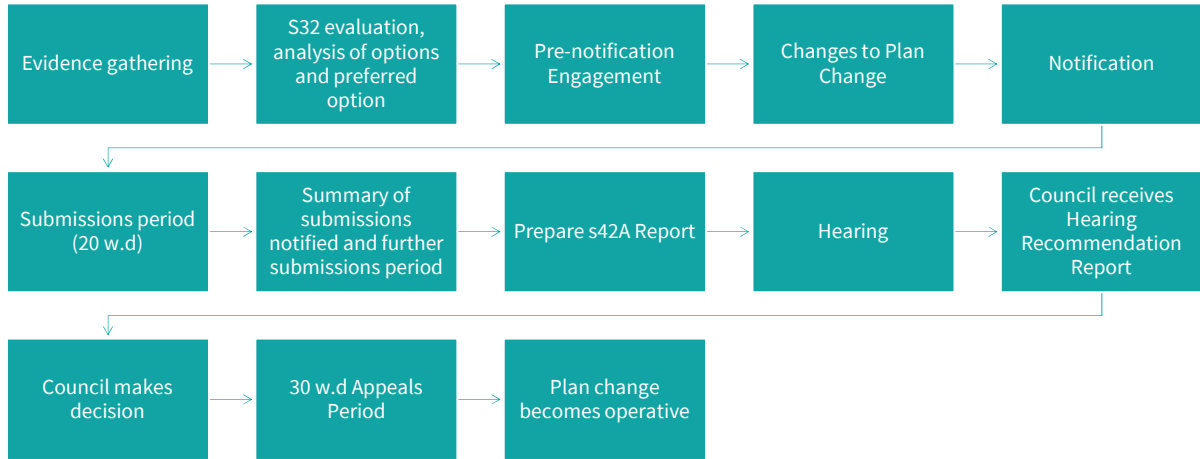 Evidence gathering
S32 evaluation,
analysis of options
and preferred
option
Pre-notification
Engagement
Changes to Plan
Change
Notification
Submissions period
(20 w.d)
Summary of
submissions
notified and further
submissions period
Prepare s42A Report
Hearing
Council receives
Hearing
Recommendation
Report
Council makes
decision
30 w.d Appeals
Period
Plan change
becomes operative